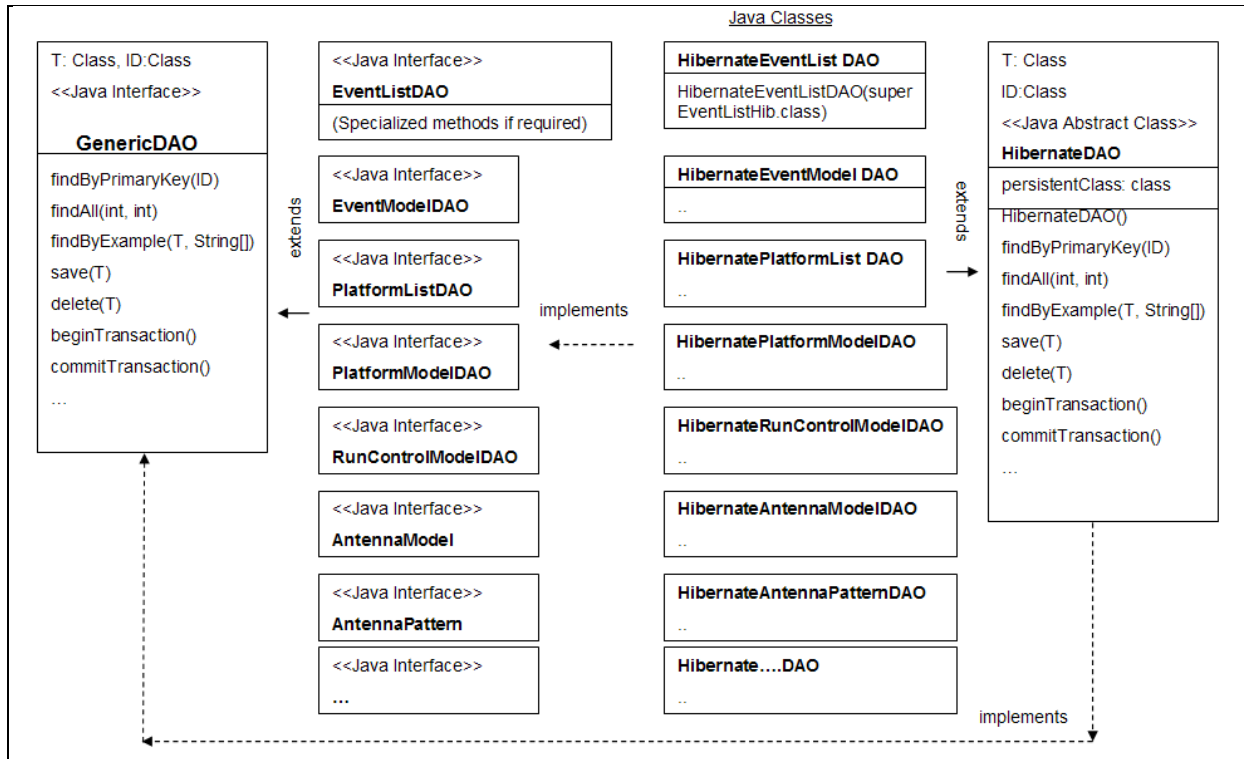 Java Classes
T: Class, ID:Class
<<Java Interface>>
GenericDAO
findByPrimaryKey(ID)
findAll(int, int)
findByExample(T, String[])
save(T)
delete(T)
beginTransaction()
commitTransaction()
...
extends
<<Java Interface>>
EventListDAO
(Specialized methods if required)
<<Java Interface>>
EventModelDAO
<<Java Interface>>
PlatformListDAO
<<Java Interface>>
PlatformModelDAO
<<Java Interface>>
RunControlModelDAO
<<Java Interface>>
AntennaModel
<<Java Interface>>
AntennaPattern
<<Java Interface>>
...
implements
HibernateEventList DAO
HibernateEventListDAO(super
EventListHib.class)
HibernateEventModel DAO
..
HibernatePlatformList DAO
..
HibernatePlatformModelDAO
..
HibernateRunControlModelDAO
..
HibernateAntennaModelDAO
..
HibernateAntennaPatternDAO
..
Hibernate....DAO
..
extends
T: Class
ID:Class
<<Java Abstract Class>>
HibernateDAO
persistentClass: class
HibernateDAO()
findByPrimaryKey(ID)
findAll(int, int)
findByExample(T, String[])
save(T)
delete(T)
beginTransaction()
commitTransaction()
...
implements